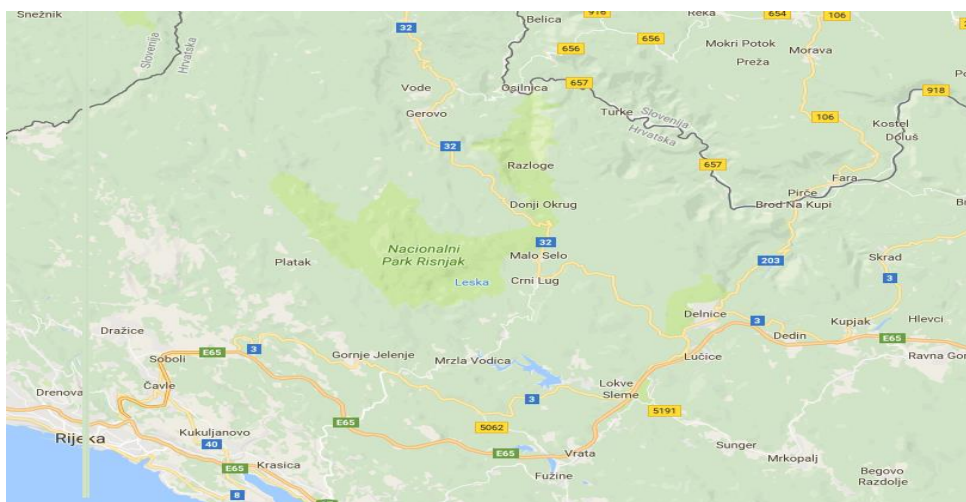 Snežnik
Slovenija
Hrvatska
32
Belica
916
Reka
654
106
656
656
Mokri Potok
Morava
Preža
Vode
Osilnica
657
918
Gerovo
Turke
Slovenija
Hrvatska
106
Kostel
Doluš
32
Razloge
657
Fara
Pirče
Donji Okrug
Brod Na Kupi
32
Nacionalni
Park Risnjak
Malo Selo
Platak
203
Skrad
Leska
Crni Lug
3
Delnice
Dražice
3
Kupjak
Hlevci
Dedin
E65
3
E65
Soboli
Gornje Jelenje
Mrzla Vodica
Lučice
Ravna Gor
Čavle
Lokve
Sleme
Drenova
3
5191
E65
5062
Rijeka
Kukuljanovo
40
Sunger
Mrkopalj
E65
Vrata
Krasica
E65
Fužine
Begovo
Razdolje
8
E65